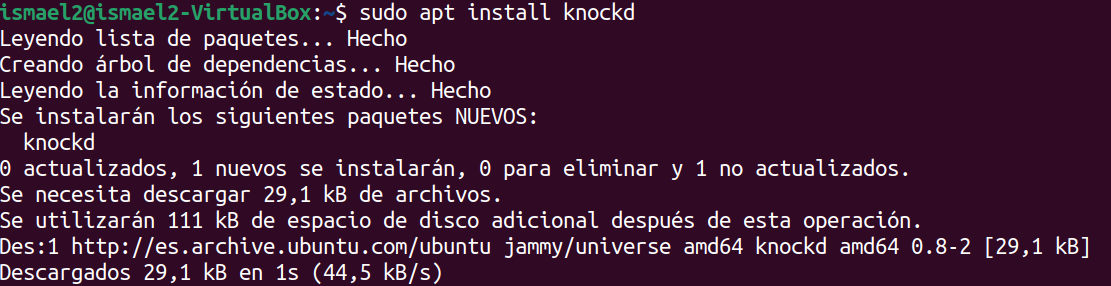 ismael2@ismael2-VirtualBox:~$ sudo apt install knockd
Leyendo lista de paquetes... Hecho
Creando árbol de dependencias... Hecho
Leyendo la información de estado... Hecho
Se instalarán los siguientes paquetes NUEVOS:
  knockd
0 actualizados, 1 nuevos se instalarán, 0 para eliminar y 1 no actualizados.
Se necesita descargar 29,1 kB de archivos.
Se utilizarán 111 kB de espacio de disco adicional después de esta operación.
Des:1 http://es.archive.ubuntu.com/ubuntu jammy/universe amd64 knockd amd64 0.8-2 [29,1 kB]
Descargados 29,1 kB en 1s (44,5 kB/s)